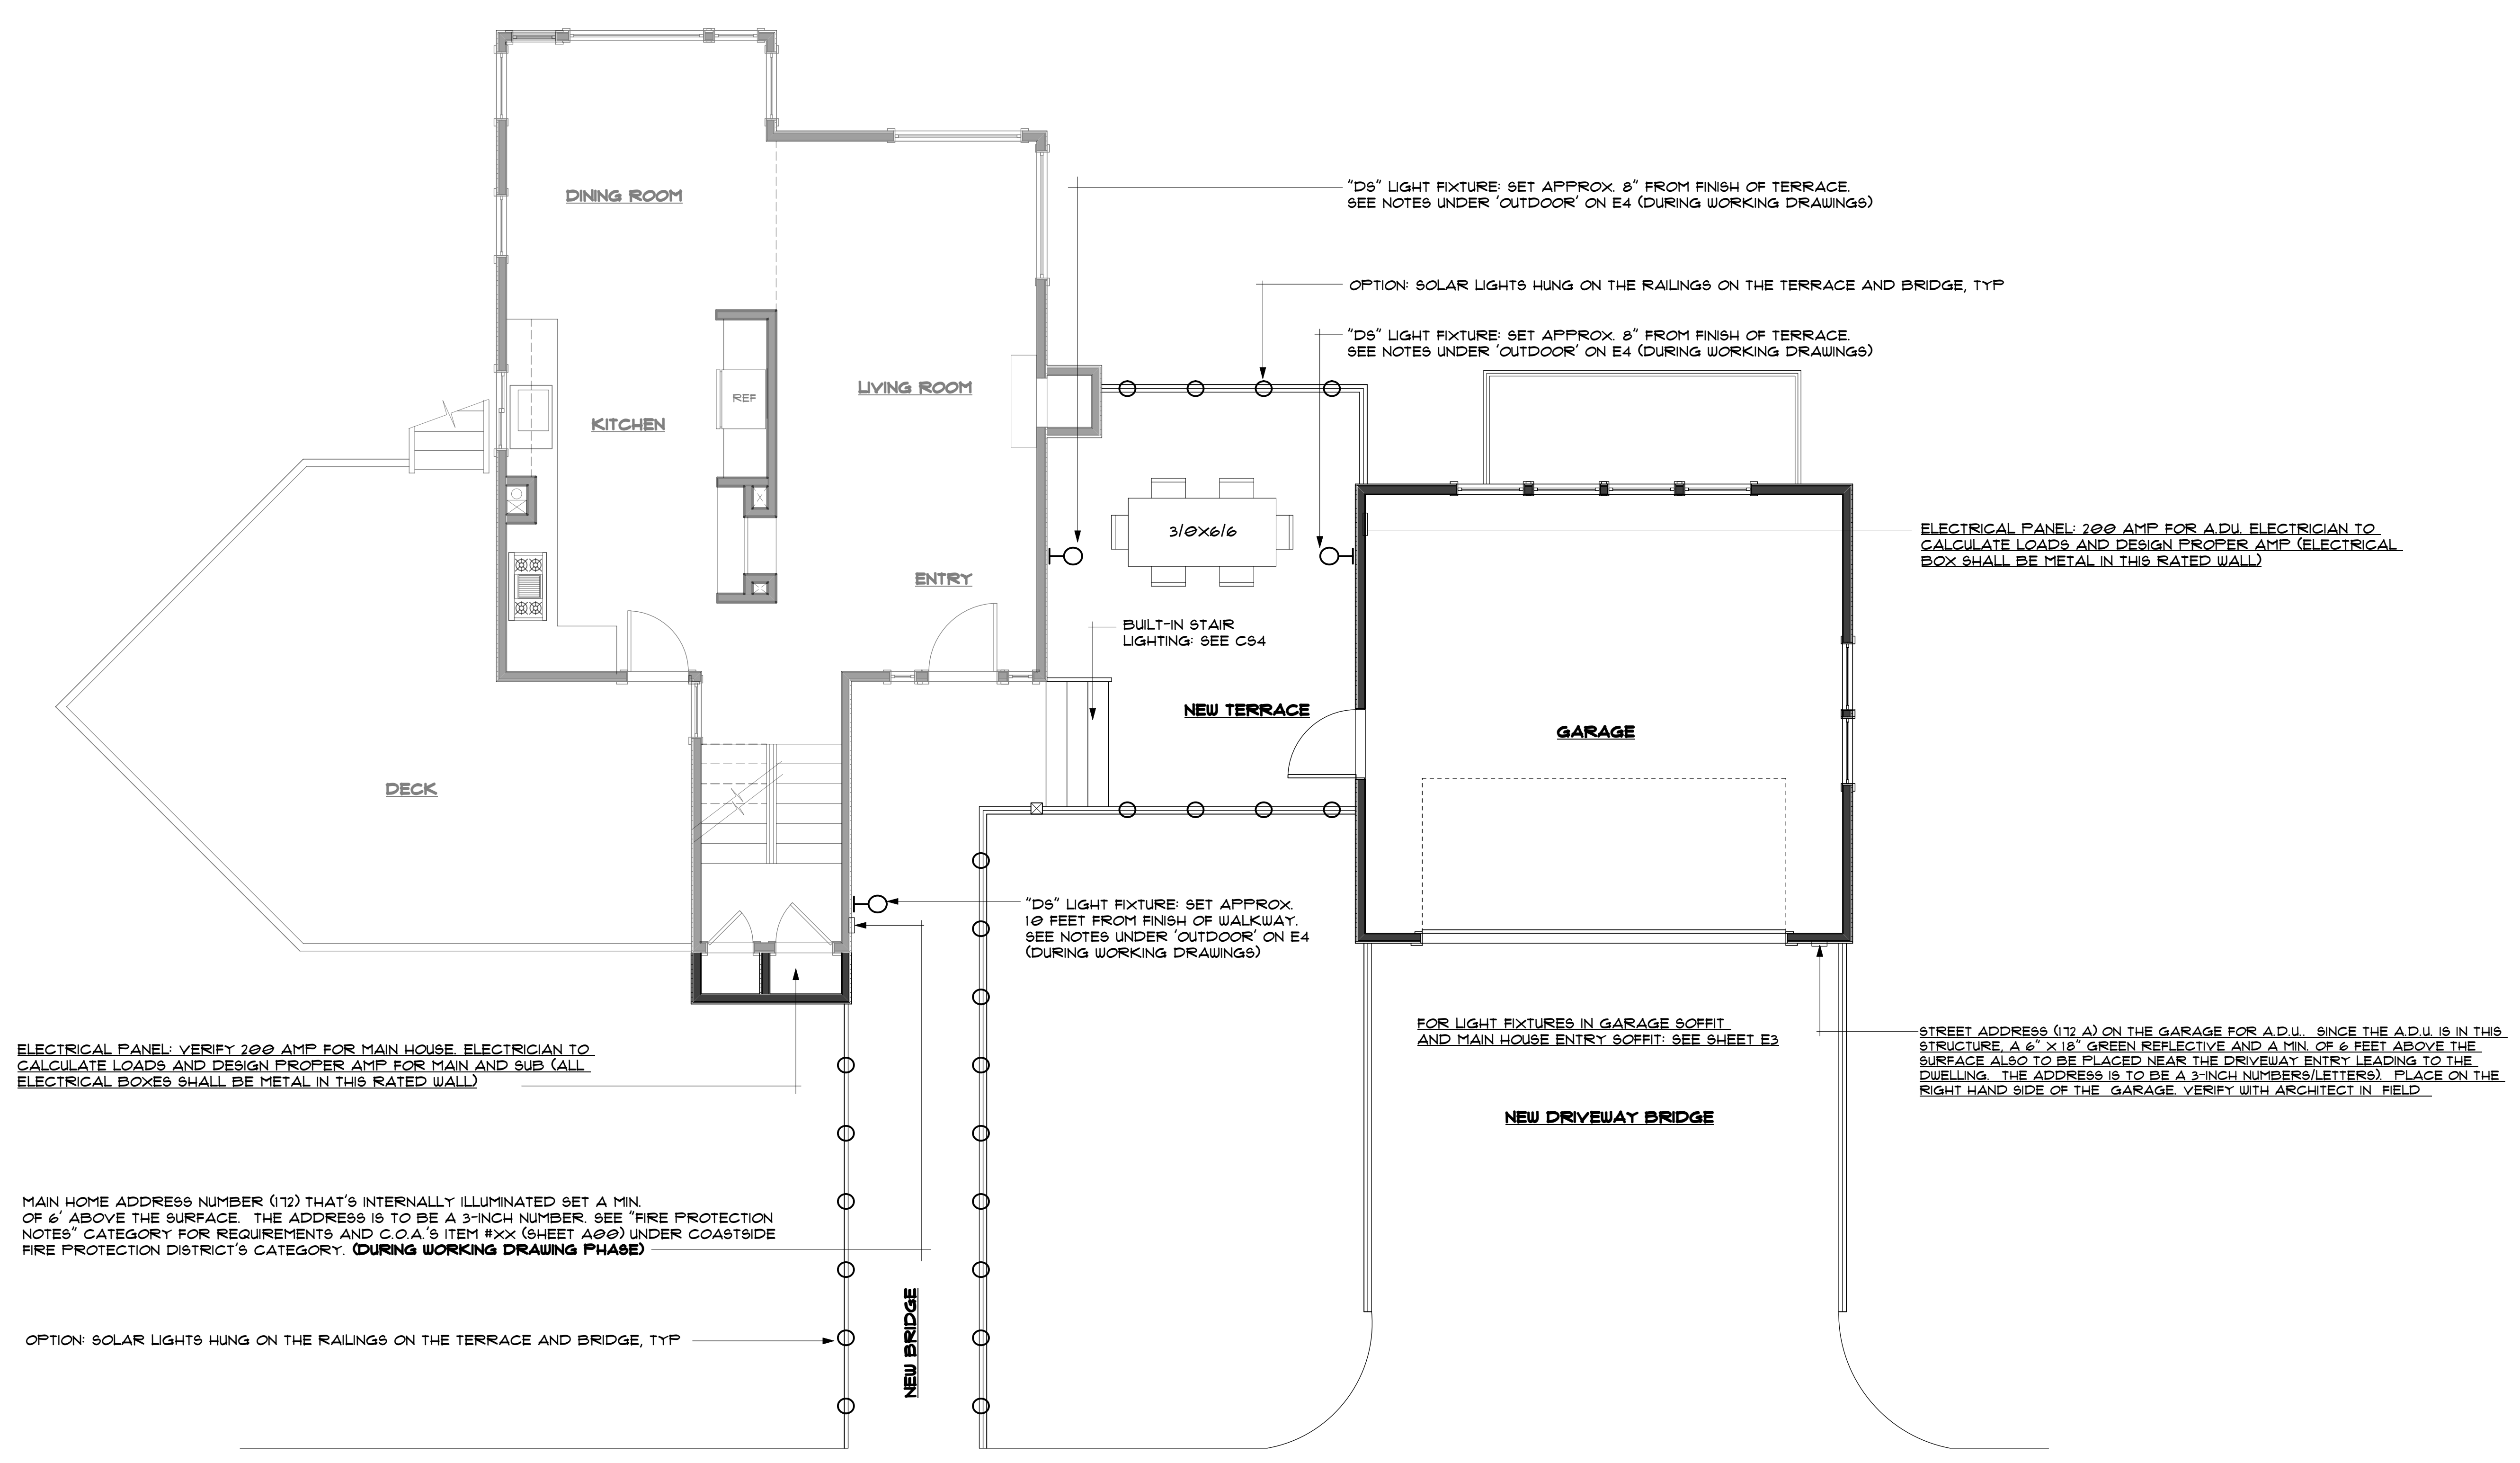 DINING ROOM
"DS" LIGHT FIXTURE: SET APPROX. 8" FROM FINISH OF TERRACE.
SEE NOTES UNDER 'OUTDOOR' ON E4 (DURING WORKING DRAWINGS)
OPTION: SOLAR LIGHTS HUNG ON THE RAILINGS ON THE TERRACE AND BRIDGE, TYP
"DS" LIGHT FIXTURE: SET APPROX. 8" FROM FINISH OF TERRACE.
SEE NOTES UNDER 'OUTDOOR' ON E4 (DURING WORKING DRAWINGS)
LIVING ROOM
REF
KITCHEN
3/0X6/6
ELECTRICAL PANEL: 200 AMP FOR A.DU. ELECTRICIAN TO
CALCULATE LOADS AND DESIGN PROPER AMP (ELECTRICAL
BOX SHALL BE METAL IN THIS RATED WALL)
ENTRY
BUILT-IN STAIR
LIGHTING: SEE CS4
NEW TERRACE
GARAGE
DECK
"DS" LIGHT FIXTURE: SET APPROX.
10 FEET FROM FINISH OF WALKWAY.
SEE NOTES UNDER 'OUTDOOR' ON E4
(DURING WORKING DRAWINGS)
FOR LIGHT FIXTURES IN GARAGE SOFFIT
AND MAIN HOUSE ENTRY SOFFIT: SEE SHEET E3
STREET ADDRESS (172 A) ON THE GARAGE FOR A.D.U.. SINCE THE A.D.U. IS IN THIS
STRUCTURE, A 6" X 18" GREEN REFLECTIVE AND A MIN. OF 6 FEET ABOVE THE
SURFACE ALSO TO BE PLACED NEAR THE DRIVEWAY ENTRY LEADING TO THE
DWELLING. THE ADDRESS IS TO BE A 3-INCH NUMBERS/LETTERS). PLACE ON THE
RIGHT HAND SIDE OF THE GARAGE. VERIFY WITH ARCHITECT IN FIELD
ELECTRICAL PANEL: VERIFY 200 AMP FOR MAIN HOUSE. ELECTRICIAN TO
CALCULATE LOADS AND DESIGN PROPER AMP FOR MAIN AND SUB (ALL
ELECTRICAL BOXES SHALL BE METAL IN THIS RATED WALL)
NEW DRIVEWAY BRIDGE
MAIN HOME ADDRESS NUMBER (172) THAT'S INTERNALLY ILLUMINATED SET A MIN.
OF 6' ABOVE THE SURFACE. THE ADDRESS IS TO BE A 3-INCH NUMBER. SEE "FIRE PROTECTION
NOTES" CATEGORY FOR REQUIREMENTS AND C.O.A.'S ITEM #XX (SHEET A00) UNDER COASTSIDE
FIRE PROTECTION DISTRICT'S CATEGORY. (DURING WORKING DRAWING PHASE)
NEW BRIDGE
OPTION: SOLAR LIGHTS HUNG ON THE RAILINGS ON THE TERRACE AND BRIDGE, TYP